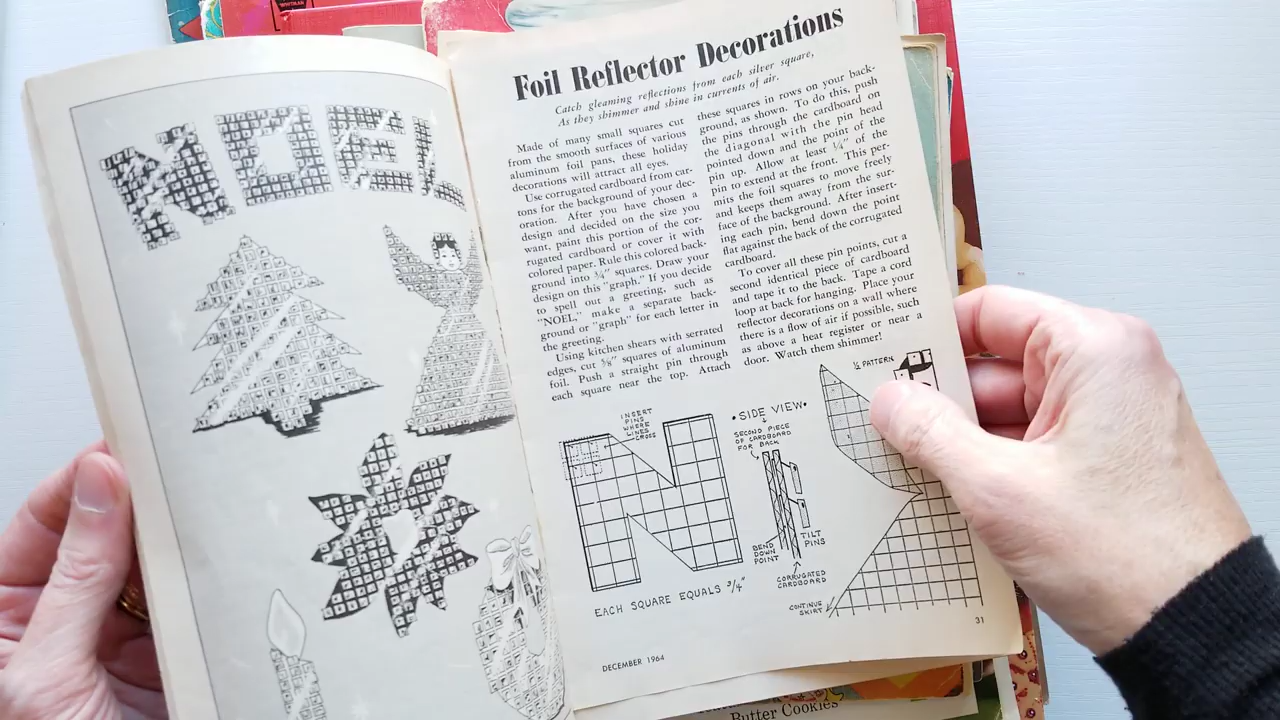 WHITMAN
NOEL
Foil Reflector Decorations
Catch gleaming reflections from each silver square,
As they shimmer and shine in currents of air.
Made of many small squares cut
from the smooth surfaces of various
aluminum foil pans, these holiday
decorations will attract all eyes.
Use corrugated cardboard from car-
tons for the background of your dec-
oration. After you have chosen a
design and decided on the size you
want, paint this portion of the cor-
rugated cardboard or cover it with
colored paper. Rule this colored back-
ground into ¾" squares. Draw your
design on this "graph." If you decide
to spell out a greeting, such as
"NOEL," make a separate back-
ground or "graph" for each letter in
the greeting.
Using kitchen shears with serrated
edges, cut ⅝" squares of aluminum
foil. Push a straight pin through
each square near the top. Attach
these squares in rows on your back-
ground, as shown. To do this, push
the pins through the cardboard on
the diagonal with the pin head
pointed down and the point of the
pin up. Allow at least ¼" of the
pin to extend at the front. This per-
mits the foil squares to move freely
and keeps them away from the sur-
face of the background. After insert-
ing each pin, bend down the point
flat against the back of the corrugated
cardboard.
To cover all these pin points, cut a
second identical piece of cardboard
and tape it to the back. Tape a cord
loop at back for hanging. Place your
reflector decorations on a wall where
there is a flow of air if possible, such
as above a heat register or near a
door. Watch them shimmer!
INSERT
PINS
WHERE
LINES
CROSS
EACH SQUARE EQUALS ¾"
• SIDE VIEW •
SECOND PIECE
OF CARDBOARD
FOR BACK
BEND
DOWN
POINT
TILT
PINS
CORRUGATED
CARDBOARD
½ PATTERN
CONTINUE
SKIRT
DECEMBER 1964
31
Butter Cookies